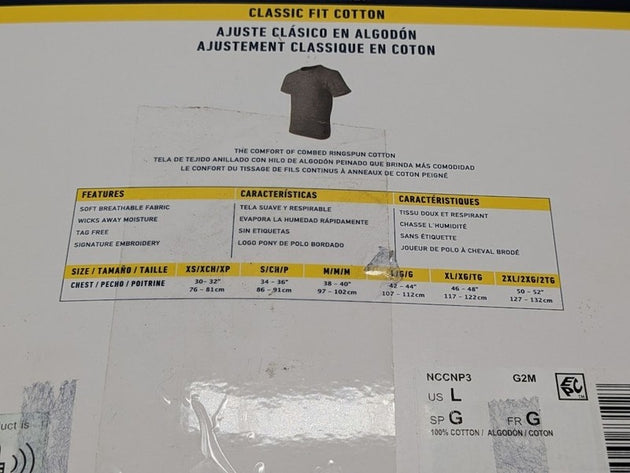 CLASSIC FIT COTTON
AJUSTE CLÁSICO EN ALGODÓN
AJUSTEMENT CLASSIQUE EN COTON
THE COMFORT OF COMBED RINGSPUN COTTON
TELA DE TEJIDO ANILLADO CON HILO DE ALGODÓN PEINADO QUE BRINDA MÁS COMODIDAD
LE CONFORT DU TISSAGE DE FILS CONTINUS À ANNEAUX DE COTON PEIGNÉ
FEATURES CARACTERÍSTICAS CARACTÉRISTIQUES
SOFT BREATHABLE FABRIC TELA SUAVE Y RESPIRABLE TISSU DOUX ET RESPIRANT
WICKS AWAY MOISTURE EVAPORA LA HUMEDAD RÁPIDAMENTE CHASSE L'HUMIDITÉ
TAG FREE SIN ETIQUETAS SANS ÉTIQUETTE
SIGNATURE EMBROIDERY LOGO PONY DE POLO BORDADO JOUEUR DE POLO À CHEVAL BRODÉ
SIZE / TAMAÑO / TAILLE XS/XCH/XP S/CH/P M/M/M L/G/G XL/XG/TG 2XL/2XG/2TG
CHEST / PECHO / POITRINE 30- 32" 34 - 36" 38 - 40" 42 - 44" 46 - 48" 50 - 52"
76 - 81cm 86 - 91cm 97 - 102cm 107 - 112cm 117 - 122cm 127 - 132cm
NCCNP3 G2M
US L
SP G FR G
100% COTTON / ALGODÓN / COTON
EPC
TM
uct is